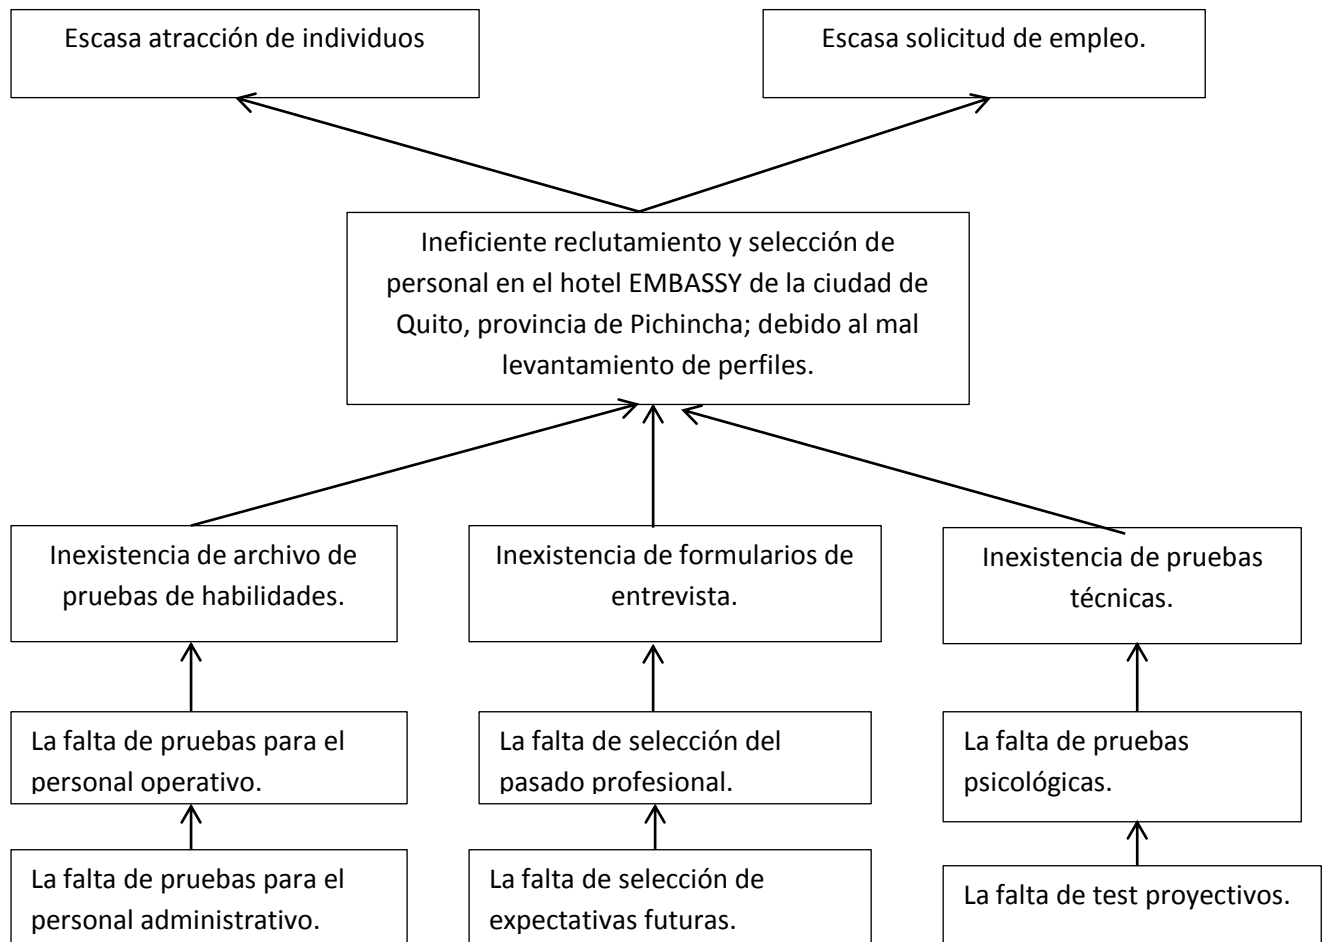 Escasa atracción de individuos
Escasa solicitud de empleo.
Ineficiente reclutamiento y selección de
personal en el hotel EMBASSY de la ciudad de
Quito, provincia de Pichincha; debido al mal
levantamiento de perfiles.
Inexistencia de archivo de
pruebas de habilidades.
Inexistencia de formularios de
entrevista.
Inexistencia de pruebas
técnicas.
La falta de pruebas para el
personal operativo.
La falta de selección del
pasado profesional.
La falta de pruebas
psicológicas.
La falta de pruebas para el
personal administrativo.
La falta de selección de
expectativas futuras.
La falta de test proyectivos.